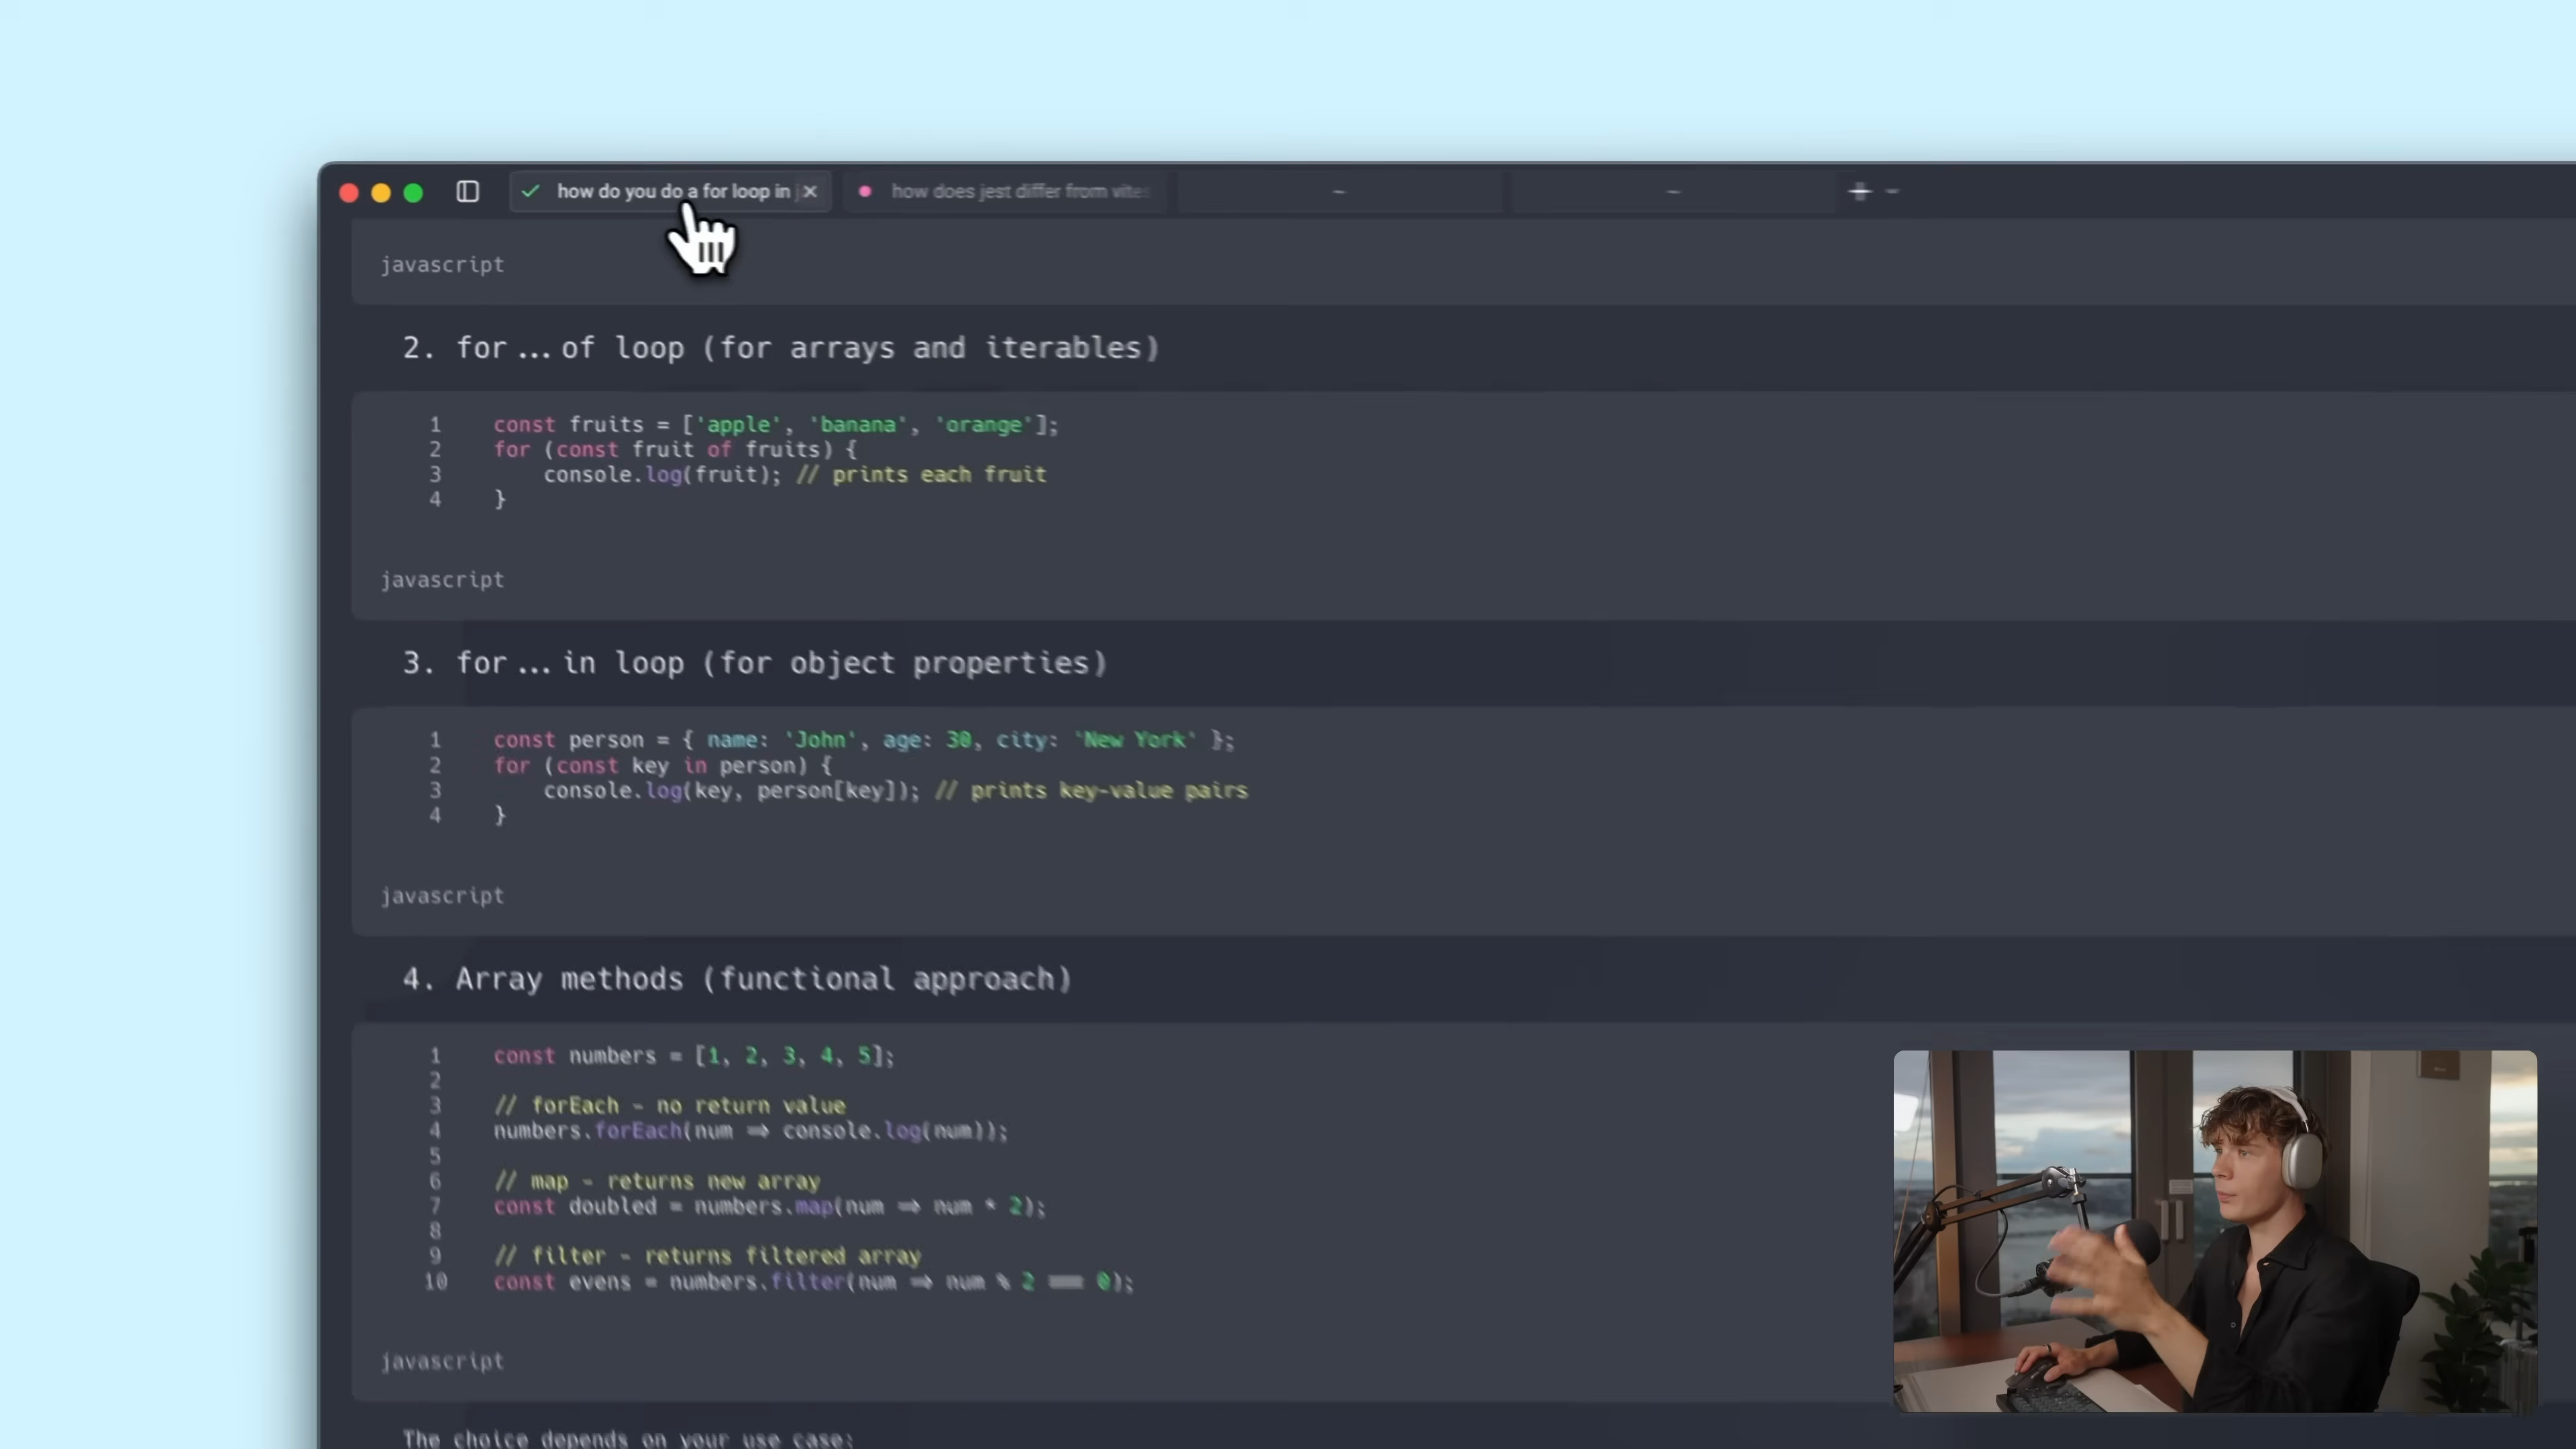 how do you do a for loop in
how does jest differ from vite
~
~
javascript
2. for...of loop (for arrays and iterables)
1 const fruits = ['apple', 'banana', 'orange'];
2 for (const fruit of fruits) {
3 console.log(fruit); // prints each fruit
4 }
javascript
3. for...in loop (for object properties)
1 const person = { name: 'John', age: 30, city: 'New York' };
2 for (const key in person) {
3 console.log(key, person[key]); // prints key-value pairs
4 }
javascript
4. Array methods (functional approach)
1 const numbers = [1, 2, 3, 4, 5];
2
3 // forEach - no return value
4 numbers.forEach(num => console.log(num));
5
6 // map - returns new array
7 const doubled = numbers.map(num => num * 2);
8
9 // filter - returns filtered array
10 const evens = numbers.filter(num => num % 2 === 0);
javascript
The choice depends on your use case: